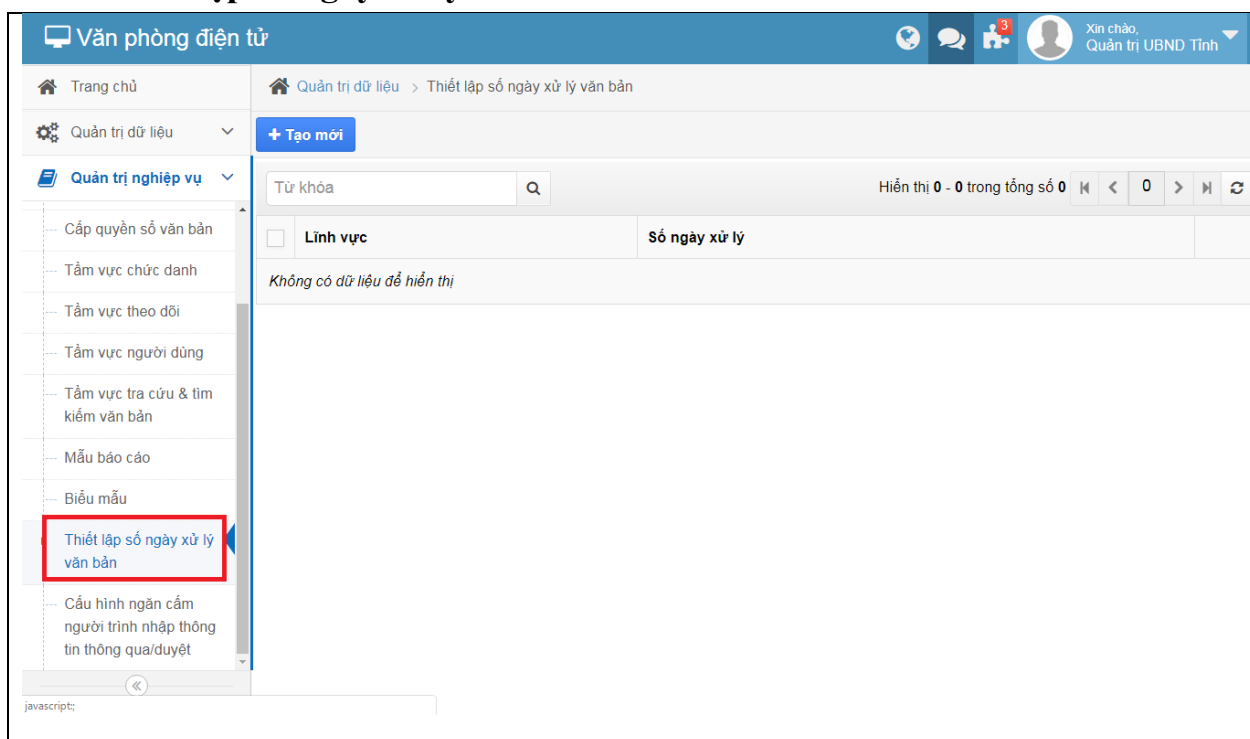 Văn phòng điện tử
3
Xin chào,
Quản trị UBND Tỉnh
Trang chủ
Quản trị dữ liệu > Thiết lập số ngày xử lý văn bản
Quản trị dữ liệu
+ Tạo mới
Quản trị nghiệp vụ
Từ khóa
Hiển thị 0 - 0 trong tổng số 0
0
Lĩnh vực
Số ngày xử lý
Không có dữ liệu để hiển thị
Cấp quyền sổ văn bản
Tầm vực chức danh
Tầm vực theo dõi
Tầm vực người dùng
Tầm vực tra cứu & tìm
kiếm văn bản
Mẫu báo cáo
Biểu mẫu
Thiết lập số ngày xử lý
văn bản
Cấu hình ngăn cấm
người trình nhập thông
tin thông qua/duyệt
javascript:;